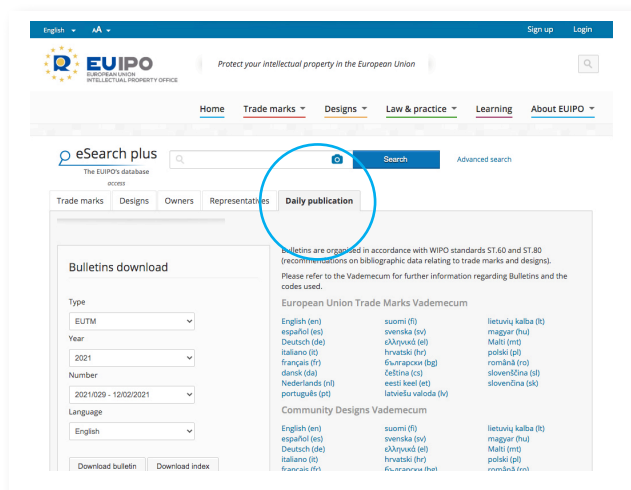 English AA Sign up Login
EUIPO
EUROPEAN UNION
INTELLECTUAL PROPERTY OFFICE
Protect your intellectual property in the European Union
Home Trade marks Designs Law & practice Learning About EUIPO
eSearch plus
The EUIPO's database
access
Search Advanced search
Trade marks Designs Owners Representatives Daily publication
Bulletins download
Type
EUTM
Year
2021
Number
2021/029 - 12/02/2021
Language
English
Download bulletin Download index
Bulletins are organised in accordance with WIPO standards ST.60 and ST.80
(recommendations on bibliographic data relating to trade marks and designs).
Please refer to the Vademecum for further information regarding Bulletins and the
codes used.
European Union Trade Marks Vademecum
English (en) suomi (fi) lietuvių kalba (lt)
español (es) svenska (sv) magyar (hu)
Deutsch (de) ελληνικά (el) Malti (mt)
italiano (it) hrvatski (hr) polski (pl)
français (fr) български (bg) română (ro)
dansk (da) čeština (cs) slovenščina (sl)
Nederlands (nl) eesti keel (et) slovenčina (sk)
português (pt) latviešu valoda (lv)
Community Designs Vademecum
English (en) suomi (fi) lietuvių kalba (lt)
español (es) svenska (sv) magyar (hu)
Deutsch (de) ελληνικά (el) Malti (mt)
italiano (it) hrvatski (hr) polski (pl)
français (fr) български (bg) română (ro)